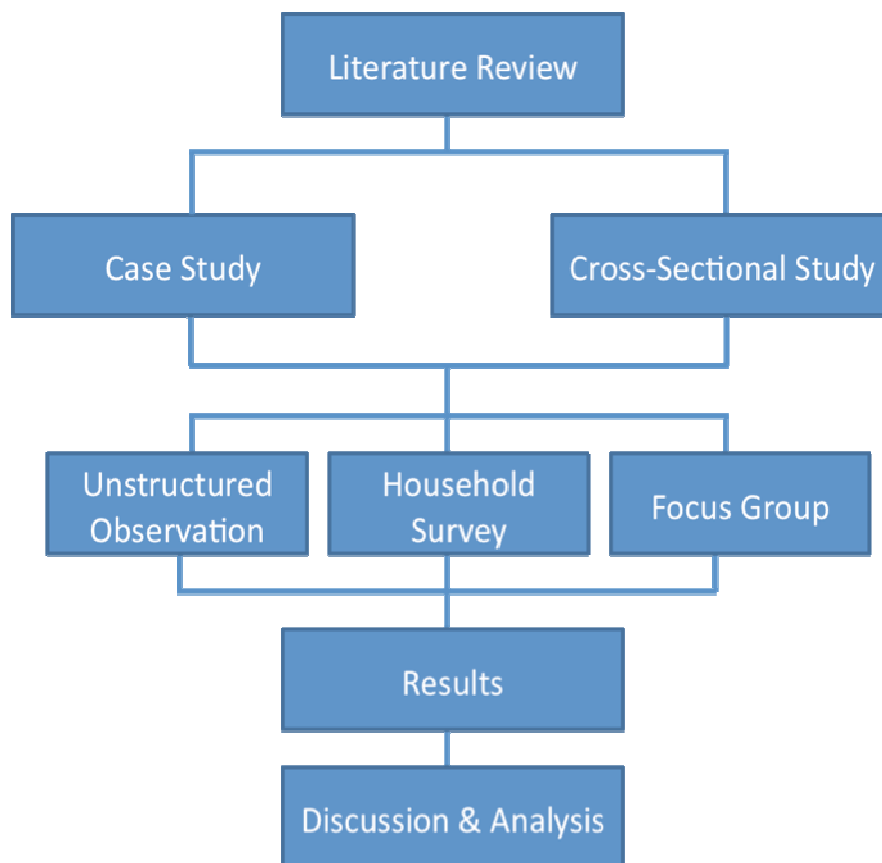 Literature Review
Case Study
Cross-Sectional Study
Unstructured
Observation
Household
Survey
Focus Group
Results
Discussion & Analysis